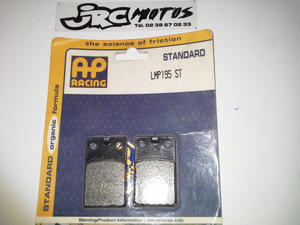 JRC MOTOS
Tél. 02 38 67 02 33
the science of friction
STANDARD
AP
RACING
LMP195 ST
STANDARD organic formula
Warning/Product Information - see reverse side